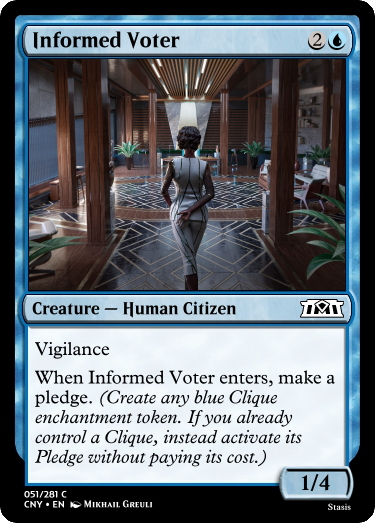 Informed Voter 2
Creature — Human Citizen
Vigilance
When Informed Voter enters, make a
pledge. (Create any blue Clique
enchantment token. If you already
control a Clique, instead activate its
Pledge without paying its cost.)
1/4
051/281 C
CNY • EN Mikhail Greuli
Stasis